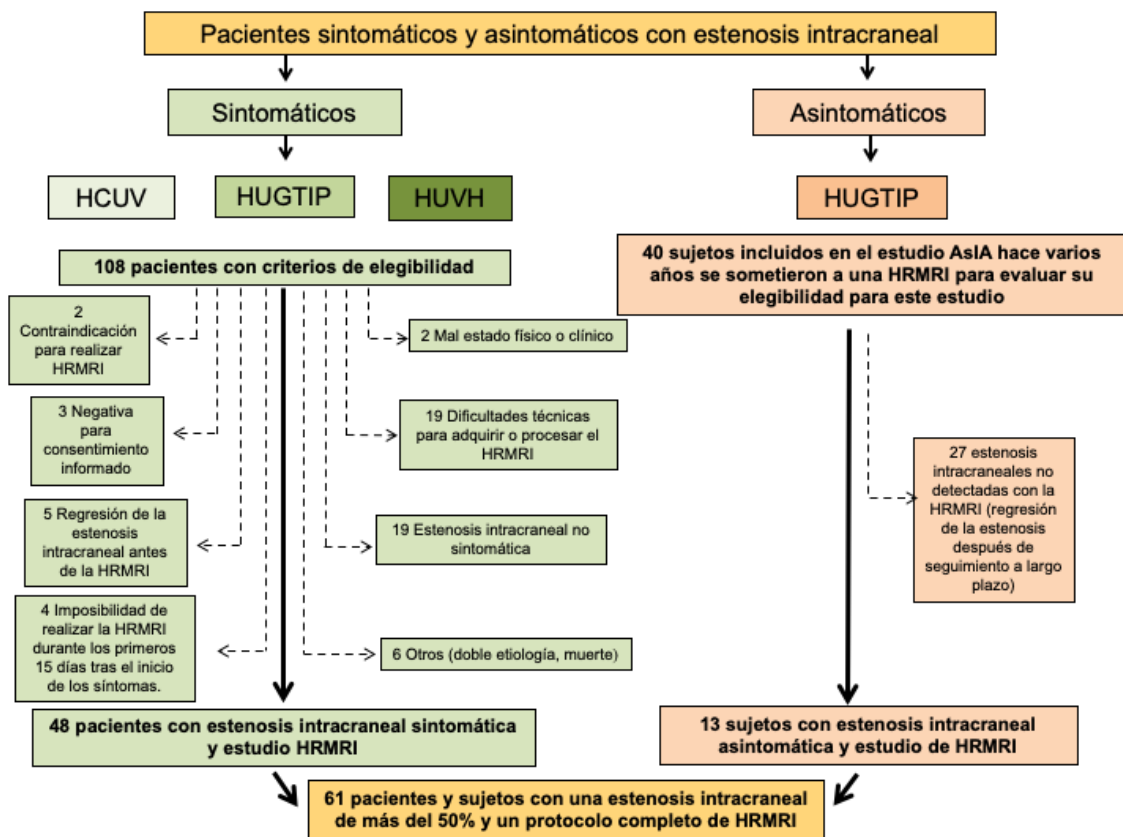 Pacientes sintomáticos y asintomáticos con estenosis intracraneal
Sintomáticos
Asintomáticos
HCUV
HUGTIP
HUVH
HUGTIP
108 pacientes con criterios de elegibilidad
40 sujetos incluidos en el estudio AsIA hace varios
años se sometieron a una HRMRI para evaluar su
elegibilidad para este estudio
2
Contraindicación
para realizar
HRMRI
2 Mal estado físico o clínico
3 Negativa
para
consentimiento
informado
19 Dificultades técnicas
para adquirir o procesar el
HRMRI
5 Regresión de la
estenosis
intracraneal antes
de la HRMRI
19 Estenosis intracraneal no
sintomática
27 estenosis
intracraneales no
detectadas con la
HRMRI (regresión
de la estenosis
después de
seguimiento a largo
plazo)
4 Imposibilidad de
realizar la HRMRI
durante los primeros
15 días tras el inicio
de los síntomas.
6 Otros (doble etiología, muerte)
48 pacientes con estenosis intracraneal sintomática
y estudio HRMRI
13 sujetos con estenosis intracraneal
asintomática y estudio de HRMRI
61 pacientes y sujetos con una estenosis intracraneal
de más del 50% y un protocolo completo de HRMRI